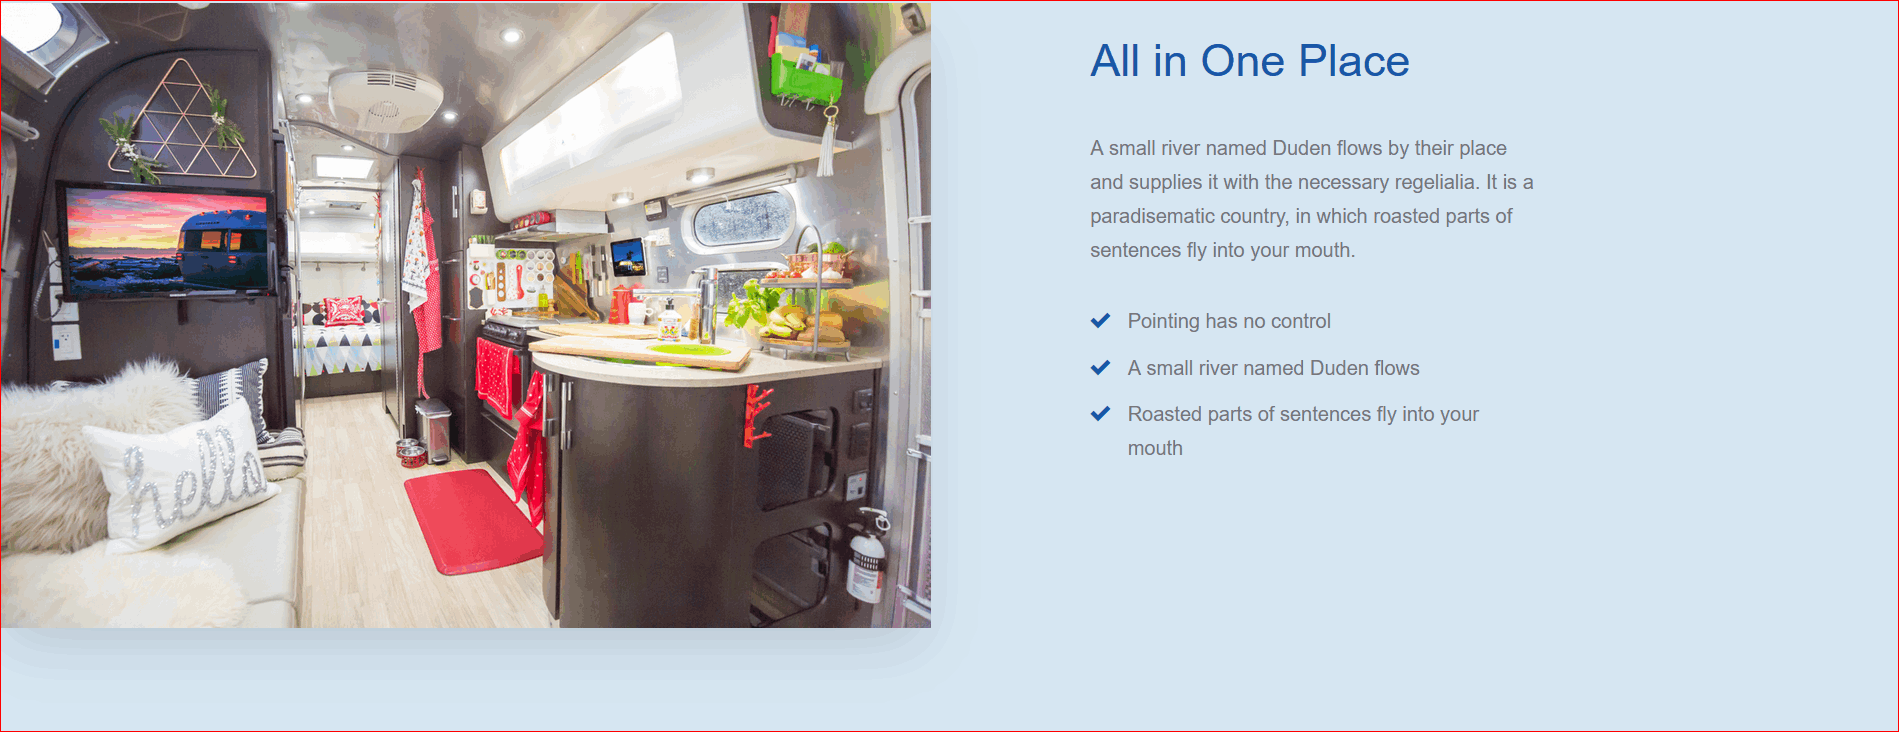 All in One Place
A small river named Duden flows by their place
and supplies it with the necessary regelialia. It is a
paradisematic country, in which roasted parts of
sentences fly into your mouth.
Pointing has no control
A small river named Duden flows
Roasted parts of sentences fly into your
mouth
hello